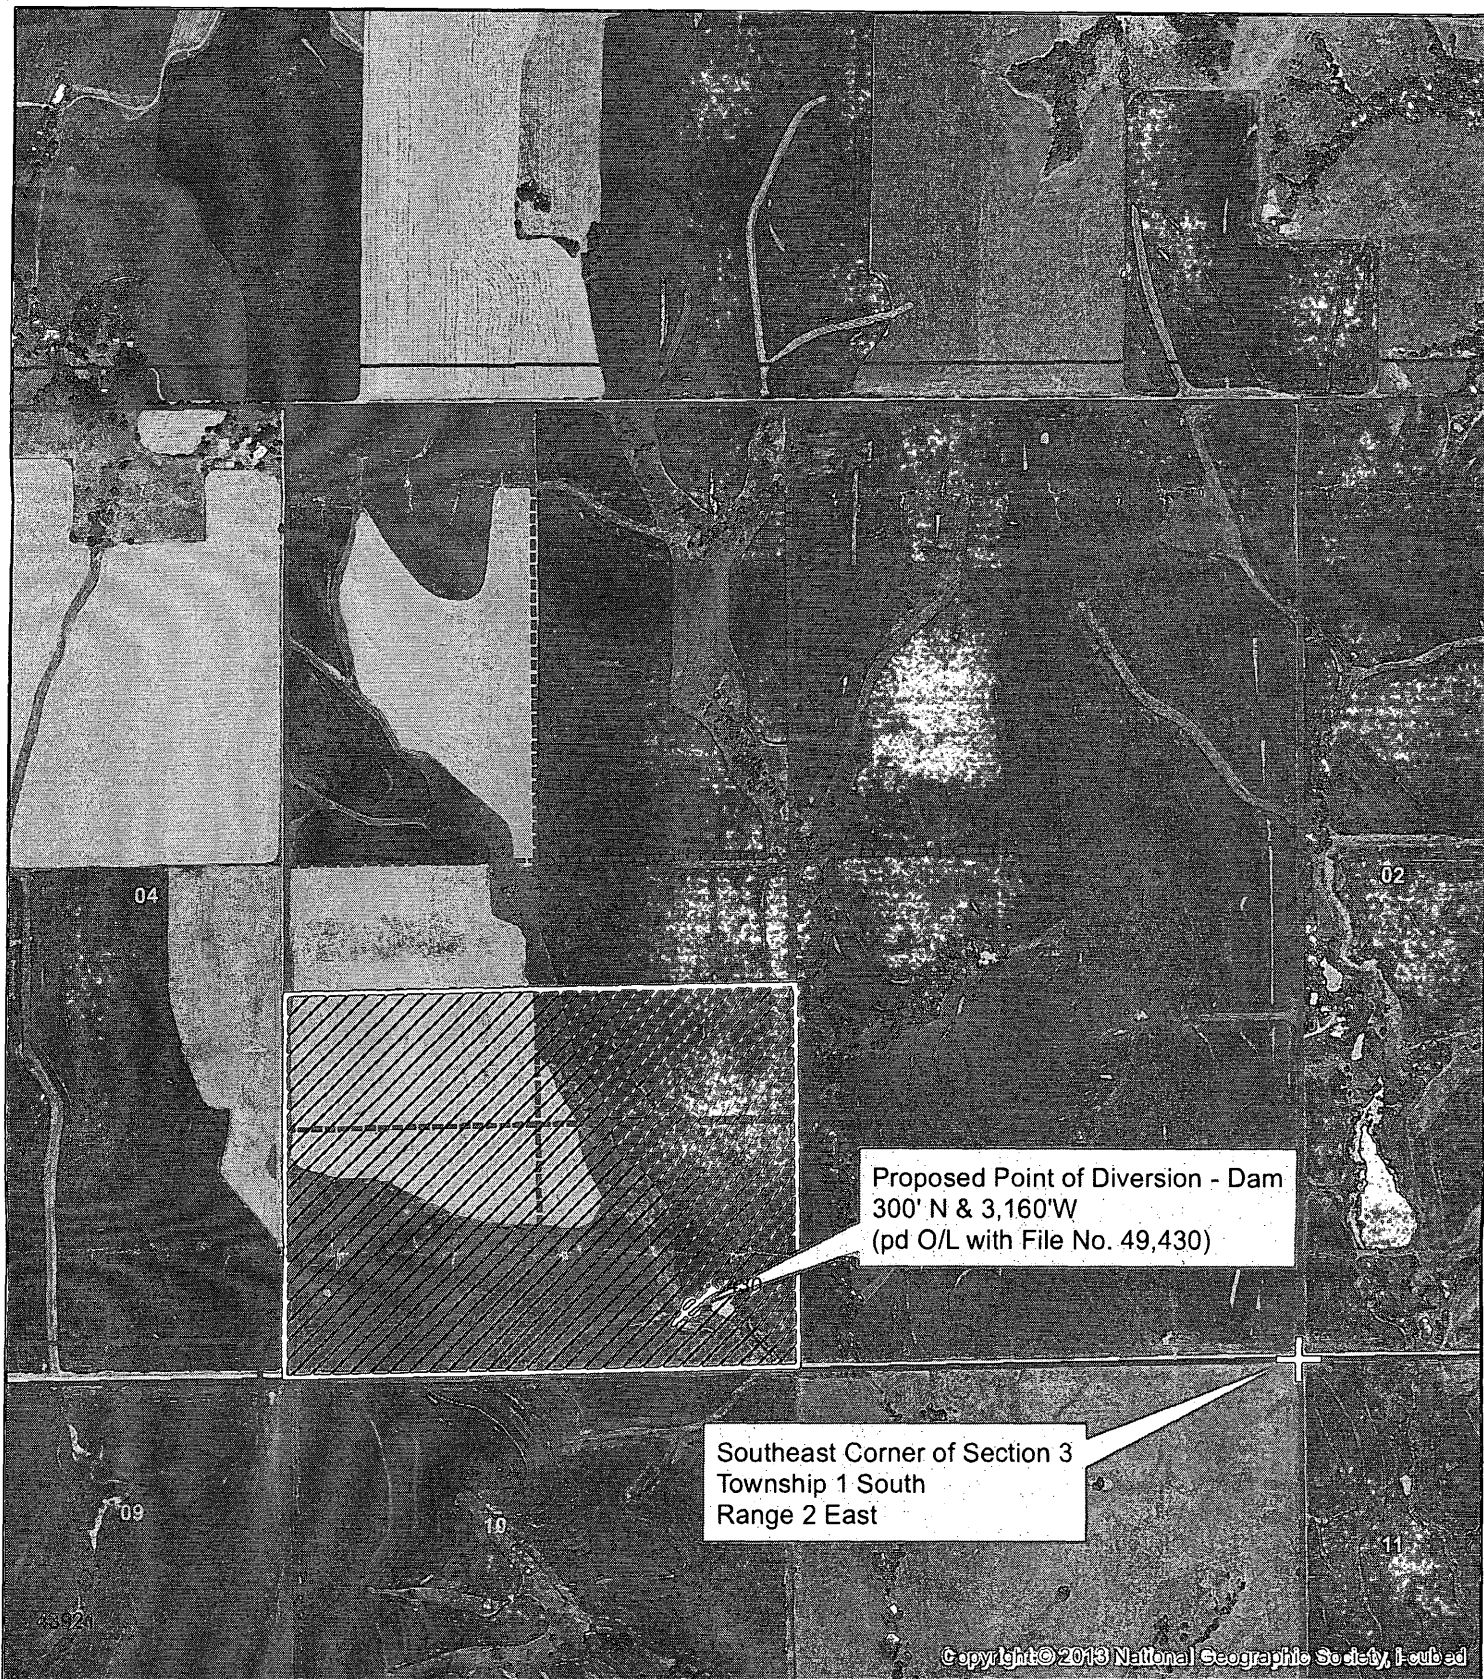 04
02
Proposed Point of Diversion - Dam
300' N & 3,160'W
(pd O/L with File No. 49,430)
Southeast Corner of Section 3
Township 1 South
Range 2 East
09
10
11
Copyright:© 2013 National Geographic Society, i-cubed